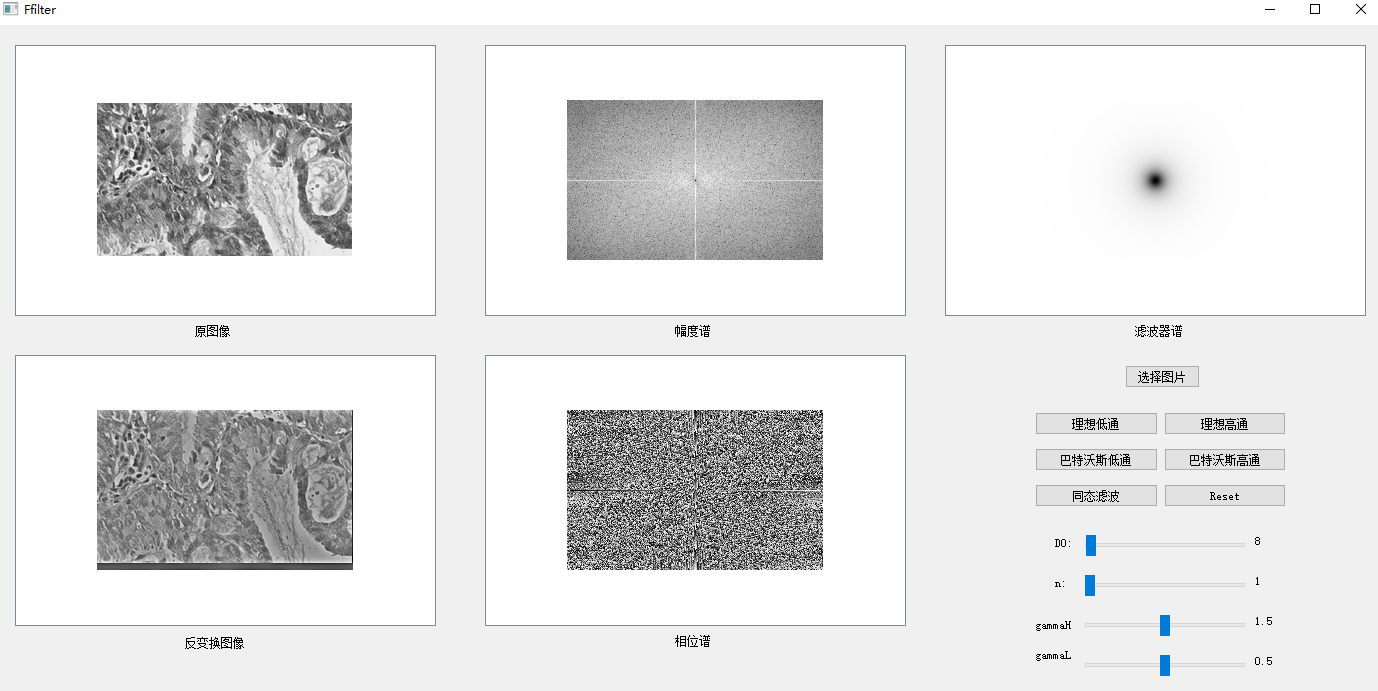 Ffilter
原图像
幅度谱
滤波器谱
选择图片
理想低通
理想高通
巴特沃斯低通
巴特沃斯高通
同态滤波
Reset
D0:
8
n:
1
gammaH
1.5
gammaL
0.5
反变换图像
相位谱